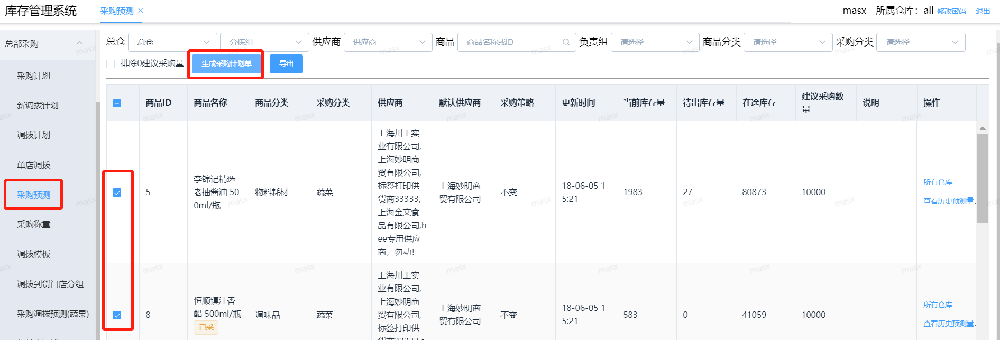 库存管理系统
采购预测 ×
masx - 所属仓库：all 修改密码 退出
总部采购
采购计划
新调拨计划
调拨计划
单店调拨
采购预测
采购称重
调拨模板
调拨到货门店分组
采购调拨预测(蔬果)
总仓 总仓 分拣组 供应商 供应商 商品 商品名称或ID 负责组 请选择 商品分类 请选择 采购分类 请选择
排除0建议采购量 生成采购计划单 导出
商品ID 商品名称 商品分类 采购分类 供应商 默认供应商 采购策略 更新时间 当前库存量 待出库存量 在途库存 建议采购数
量 说明 操作
5
李锦记精选
老抽酱油 50
0ml/瓶
物料耗材
蔬菜
上海川王实
业有限公司,
上海妙明商
贸有限公司,
标签打印供
货商33333,
上海金文食
品有限公司,h
ee专用供应
商，勿动!
上海妙明商
贸有限公司
不变
18-06-05 1
5:21
1983
27
80873
10000
所有仓库
查看历史预测量.
8
恒顺镇江香
醋 500ml/瓶
已采
调味品
蔬菜
上海川王实
业有限公司,
上海妙明商
贸有限公司,
标签打印供
货商33333,
上海妙明商
贸有限公司
不变
18-06-05 1
5:21
583
0
41059
10000
所有仓库
查看历史预测量.
masx